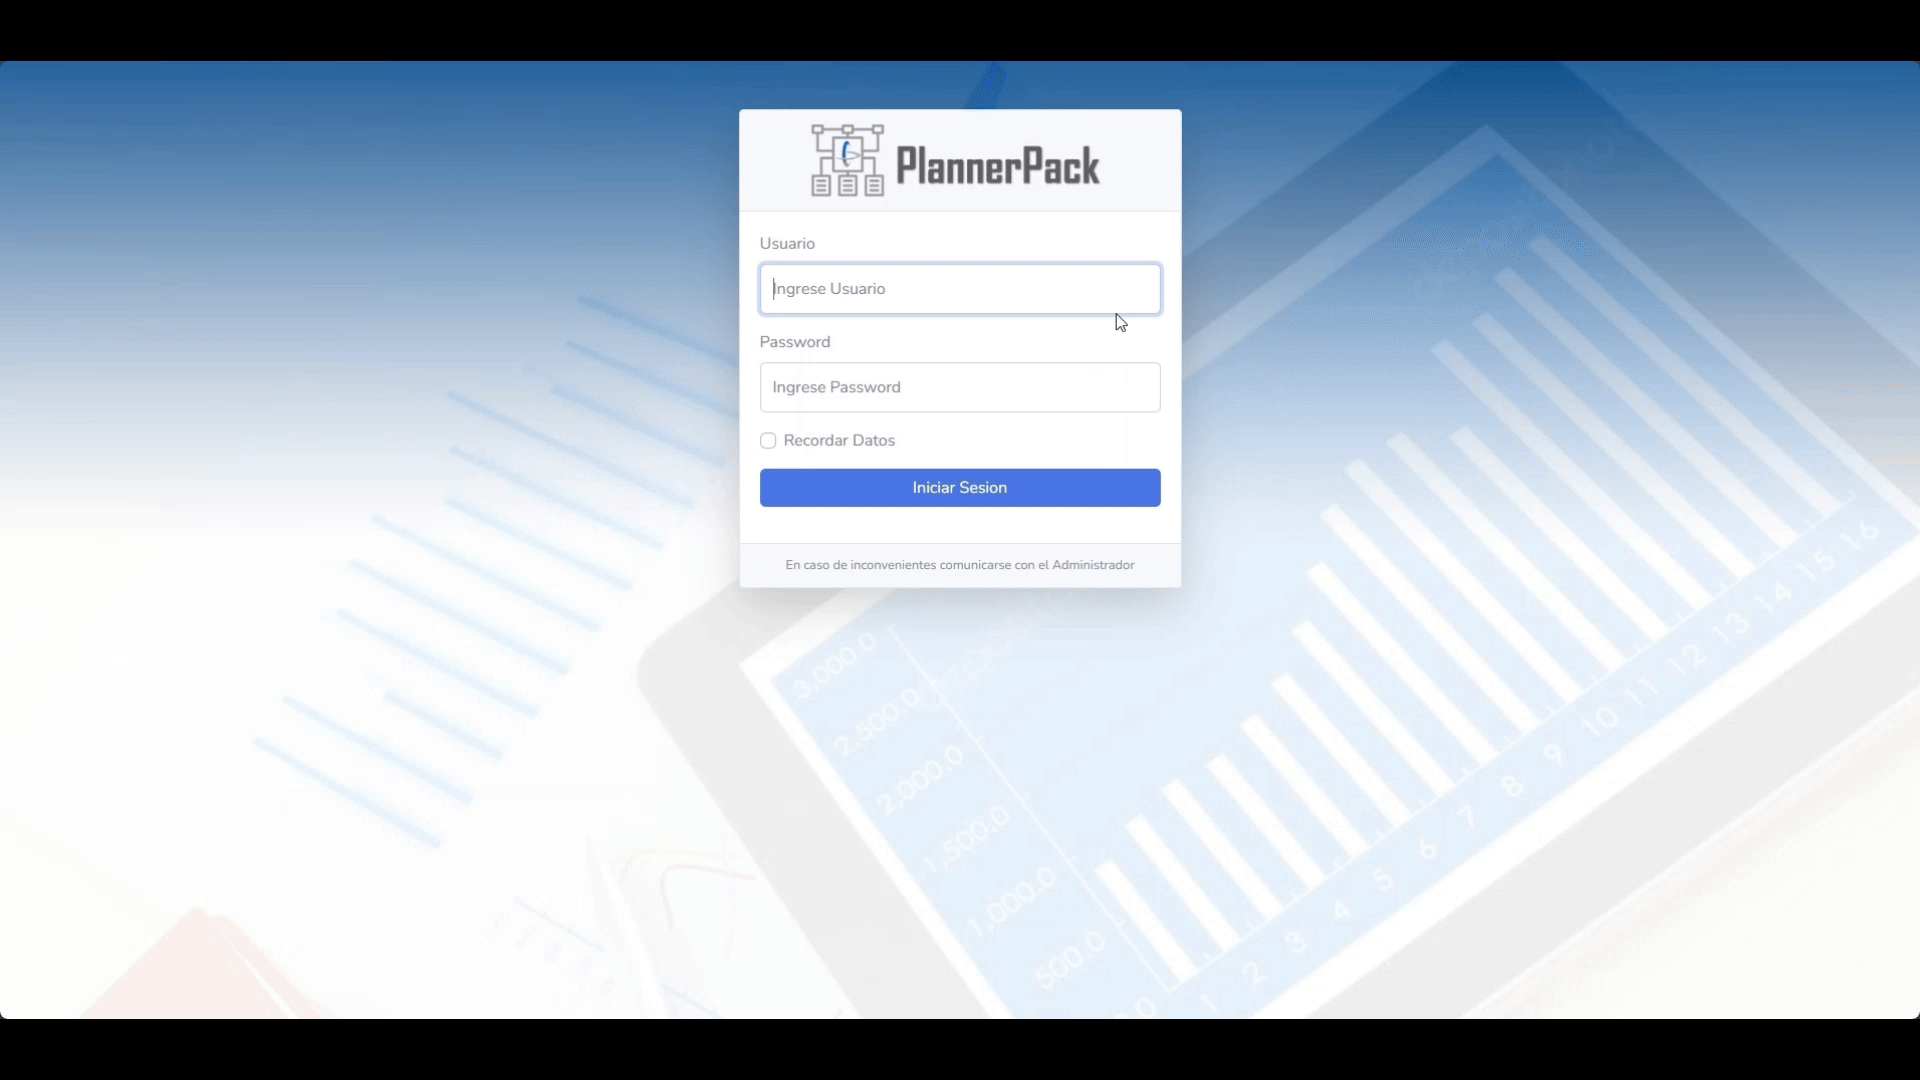 PlannerPack
Usuario
Ingrese Usuario
Password
Ingrese Password
Recordar Datos
Iniciar Sesion
En caso de inconvenientes comunicarse con el Administrador
3,000.0
2,500.0
2,000.0
1,500.0
1,000.0
500.0
0
1 2 3 4 5 6 7 8 9 10 11 12 13 14 15 16